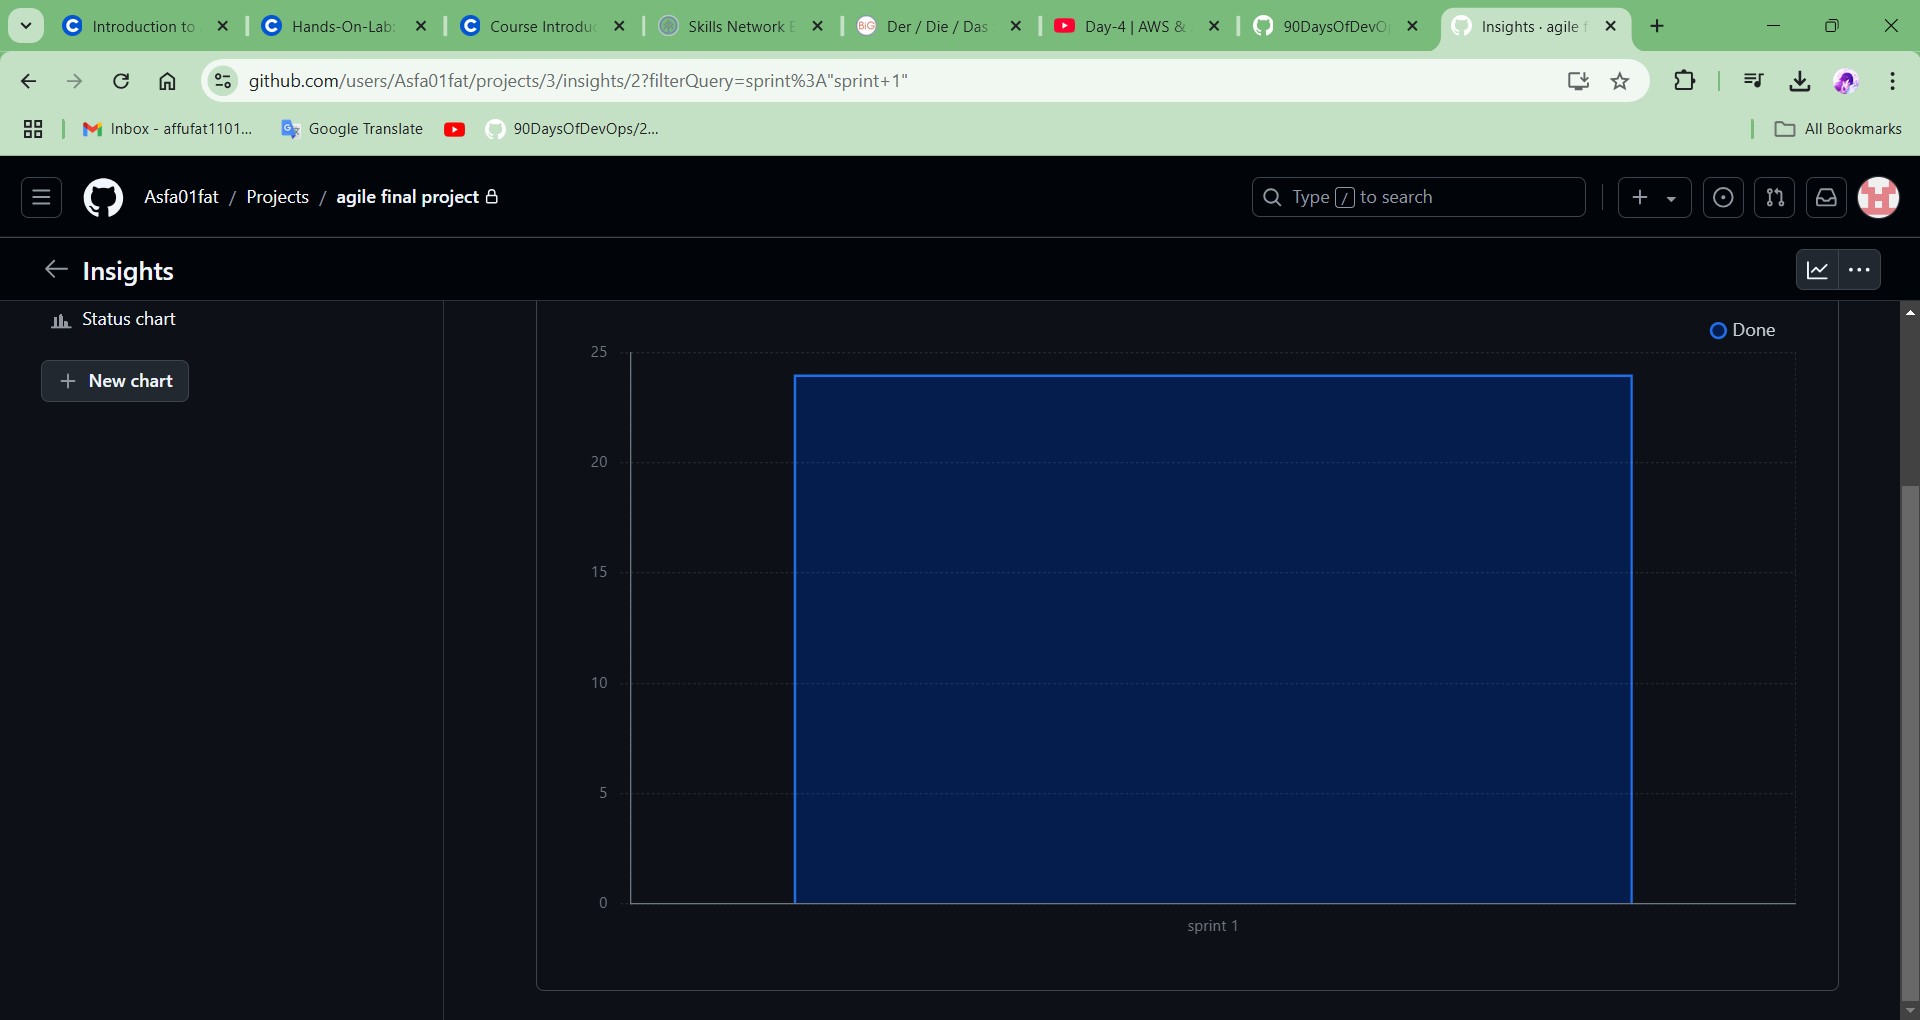 Introduction to
Hands-On-Lab:
Course Introduc
Skills Network E
Der / Die / Das
Day-4 | AWS &
90DaysOfDevOp
Insights · agile f
github.com/users/Asfa01fat/projects/3/insights/2?filterQuery=sprint%3A"sprint+1"
Inbox - affufat1101...
Google Translate
90DaysOfDevOps/2...
All Bookmarks
Asfa01fat / Projects / agile final project
Type / to search
Insights
Status chart
New chart
Done
25
20
15
10
5
0
sprint 1